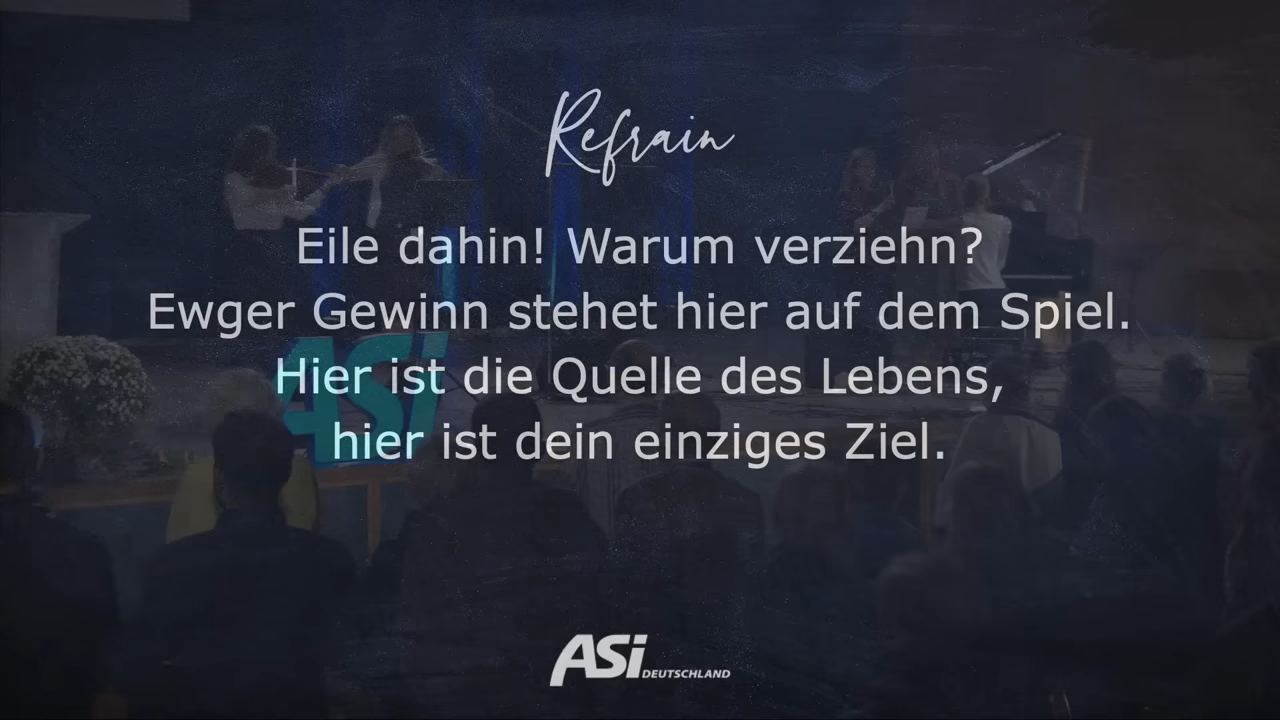 Refrain
Eile dahin! Warum verziehn?
Ewger Gewinn stehet hier auf dem Spiel.
Hier ist die Quelle des Lebens,
hier ist dein einziges Ziel.
ASi
ASi DEUTSCHLAND